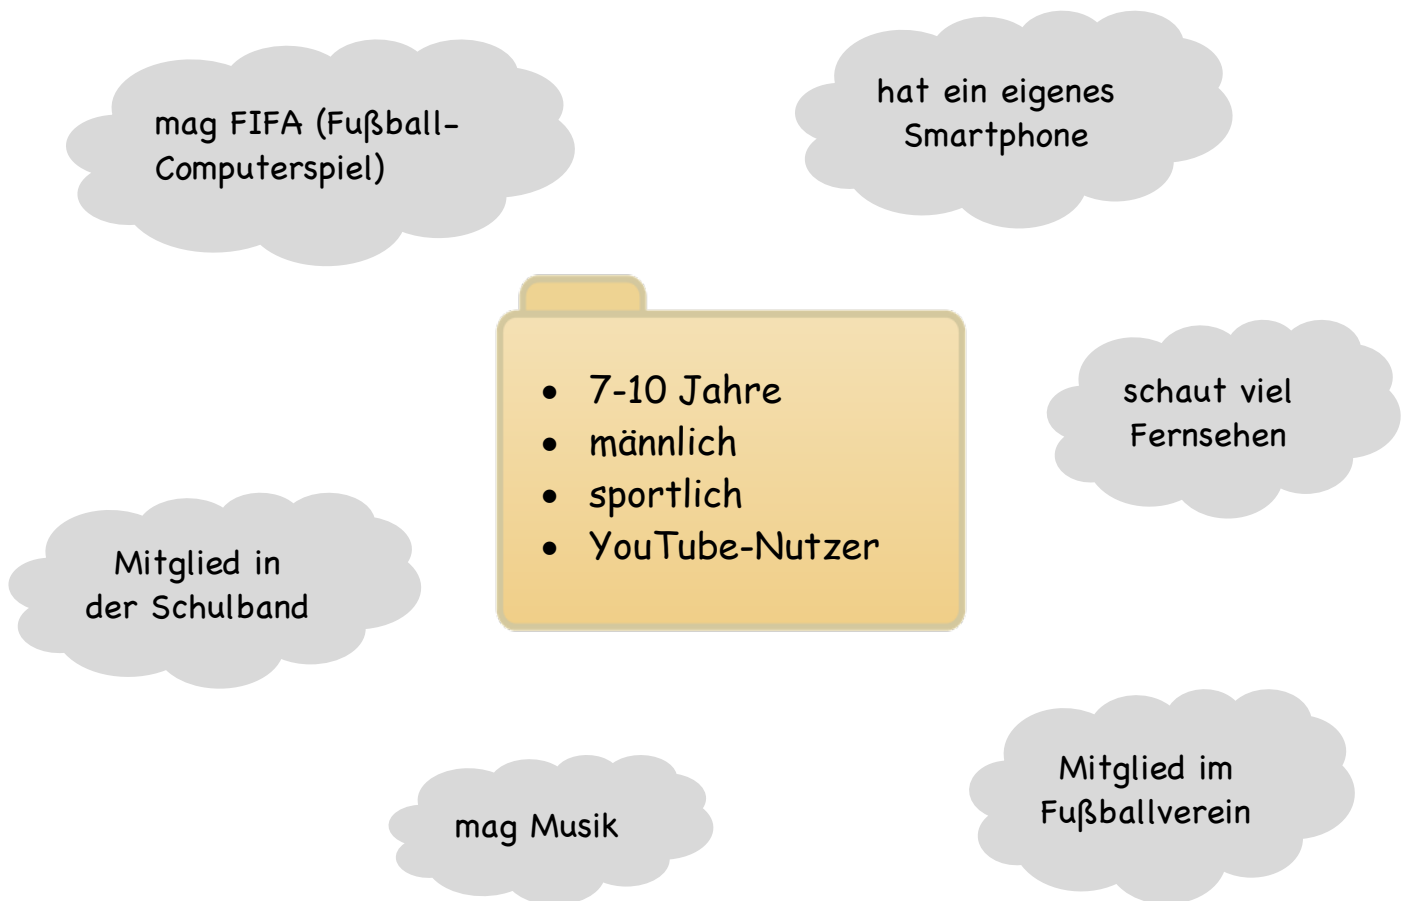 mag FIFA (Fußball-
Computerspiel)
hat ein eigenes
Smartphone
• 7-10 Jahre
• männlich
• sportlich
• YouTube-Nutzer
schaut viel
Fernsehen
Mitglied in
der Schulband
mag Musik
Mitglied im
Fußballverein